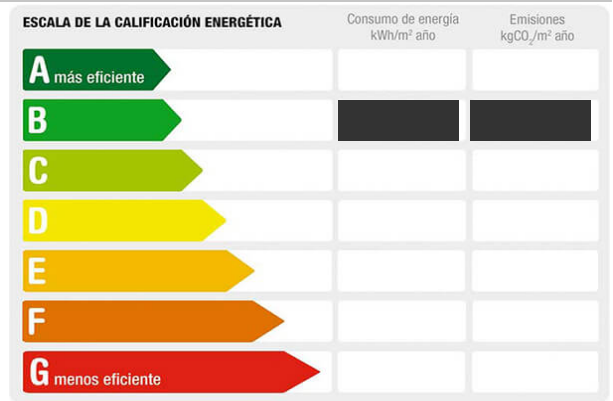 ESCALA DE LA CALIFICACIÓN ENERGÉTICA
Consumo de energía
kWh/m² año
Emisiones
kgCO₂/m² año
A más eficiente
B
C
D
E
F
G menos eficiente